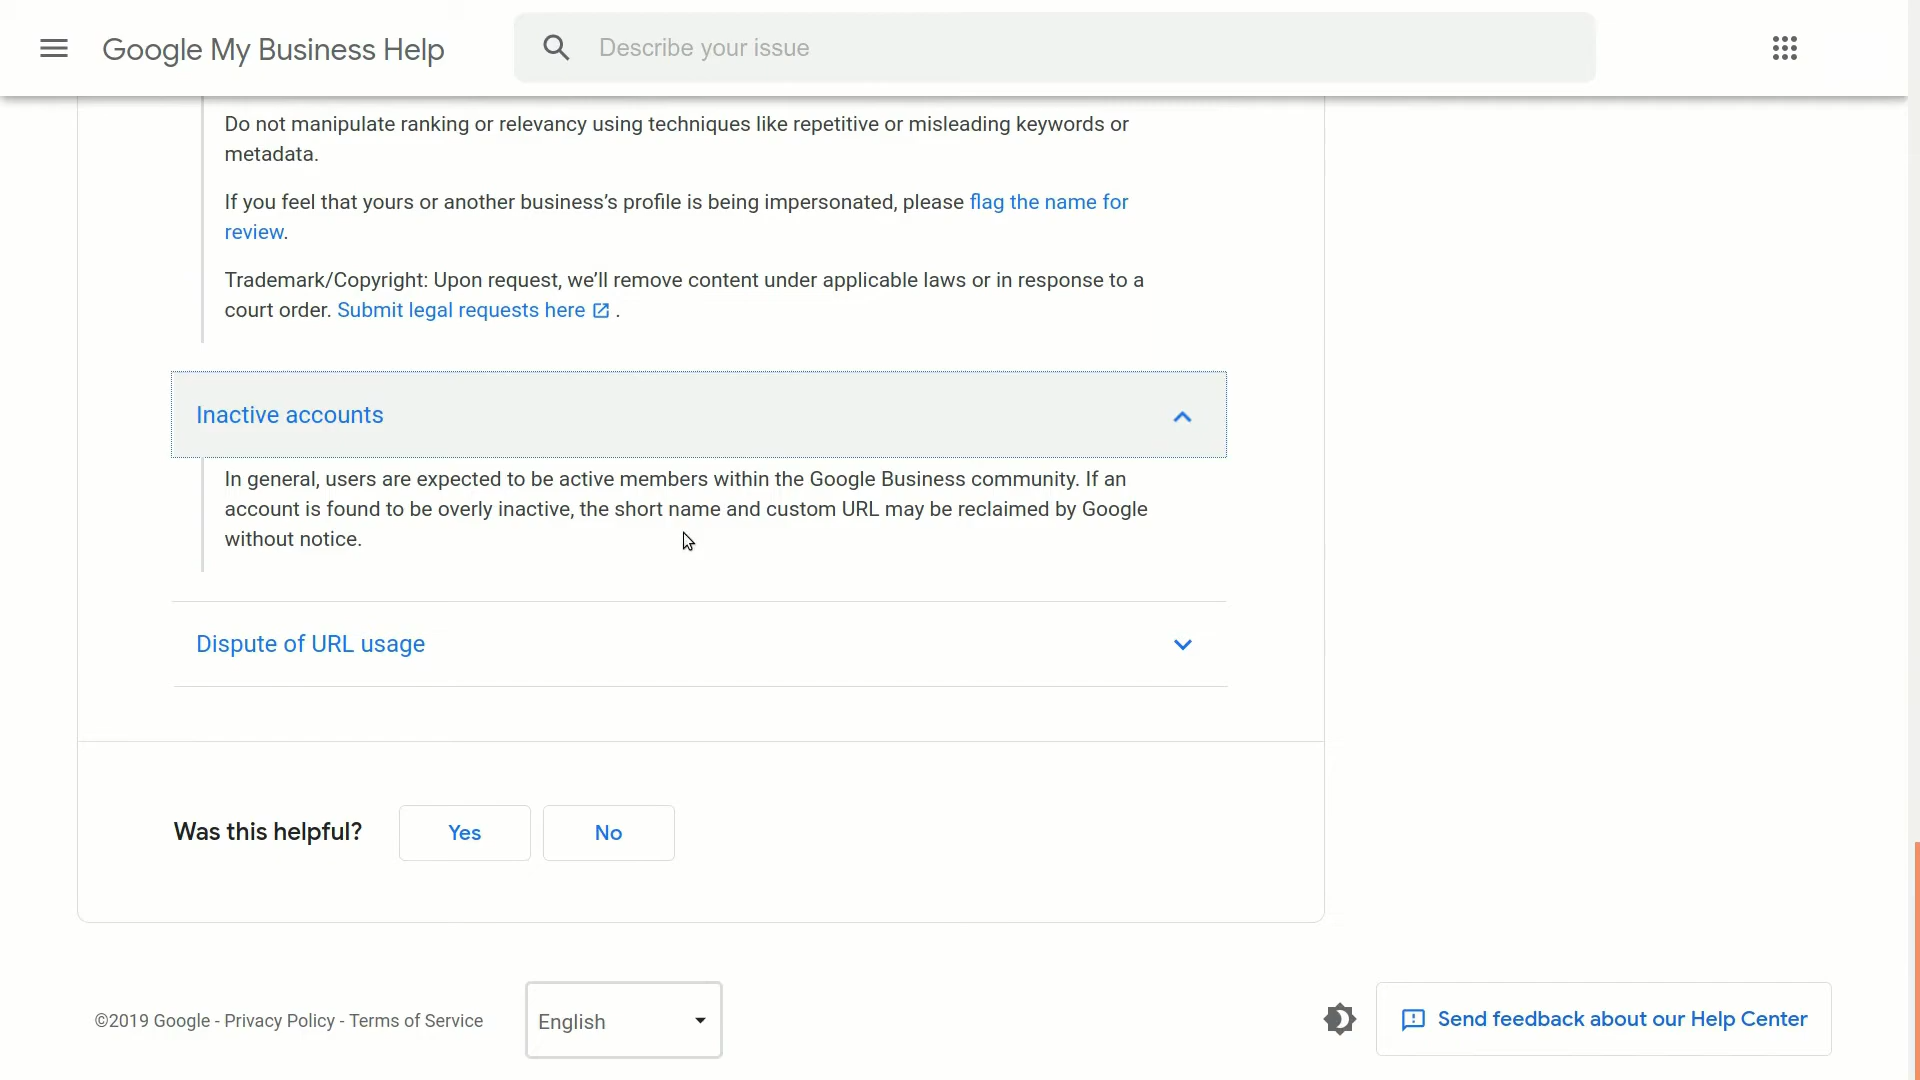 Google My Business Help
Describe your issue
Do not manipulate ranking or relevancy using techniques like repetitive or misleading keywords or
metadata.
If you feel that yours or another business’s profile is being impersonated, please flag the name for
review.
Trademark/Copyright: Upon request, we’ll remove content under applicable laws or in response to a
court order. Submit legal requests here .
Inactive accounts
In general, users are expected to be active members within the Google Business community. If an
account is found to be overly inactive, the short name and custom URL may be reclaimed by Google
without notice.
Dispute of URL usage
Was this helpful? Yes No
©2019 Google - Privacy Policy - Terms of Service English Send feedback about our Help Center